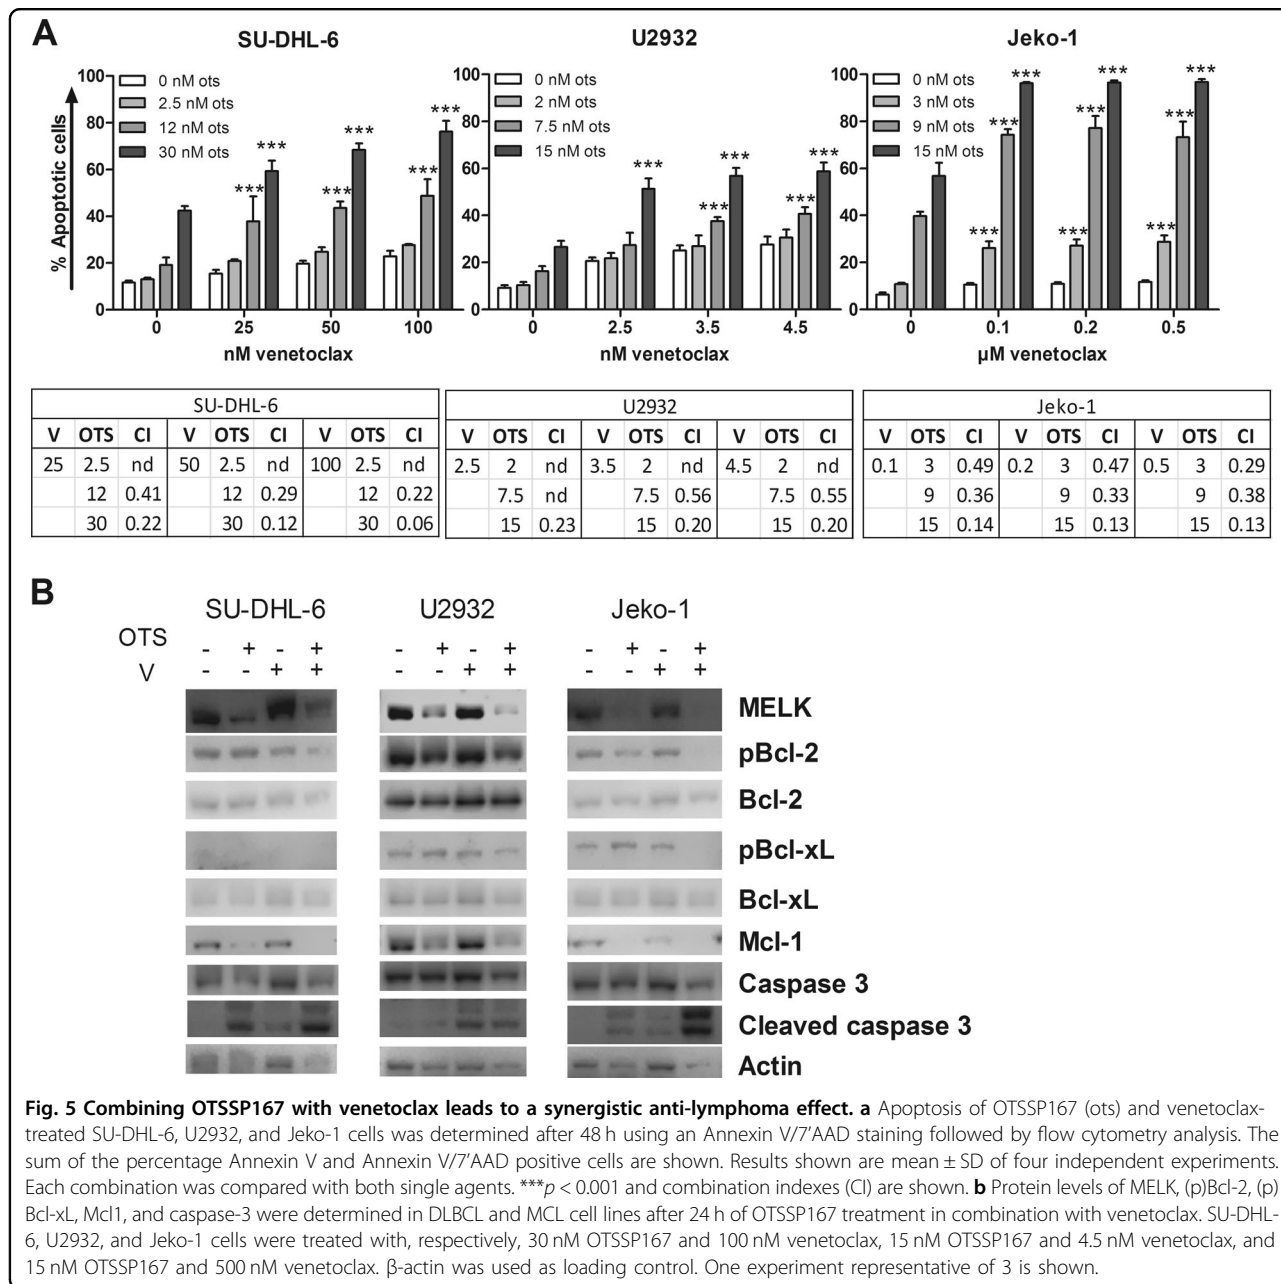 A
SU-DHL-6
U2932
Jeko-1
% Apoptotic cells
100
80
60
40
20
0
0 nM ots
2.5 nM ots
12 nM ots
30 nM ots
*** *** *** *** *** ***
0 25 50 100
nM venetoclax
100
80
60
40
20
0
0 nM ots
2 nM ots
7.5 nM ots
15 nM ots
*** *** *** *** ***
0 2.5 3.5 4.5
nM venetoclax
100
80
60
40
20
0
0 nM ots
3 nM ots
9 nM ots
15 nM ots
*** *** *** *** *** *** *** *** ***
0 0.1 0.2 0.5
µM venetoclax
SU-DHL-6
V OTS CI V OTS CI V OTS CI
25 2.5 nd 50 2.5 nd 100 2.5 nd
12 0.41 12 0.29 12 0.22
30 0.22 30 0.12 30 0.06
U2932
V OTS CI V OTS CI V OTS CI
2.5 2 nd 3.5 2 nd 4.5 2 nd
7.5 nd 7.5 0.56 7.5 0.55
15 0.23 15 0.20 15 0.20
Jeko-1
V OTS CI V OTS CI V OTS CI
0.1 3 0.49 0.2 3 0.47 0.5 3 0.29
9 0.36 9 0.33 9 0.38
15 0.14 15 0.13 15 0.13
B
SU-DHL-6 U2932 Jeko-1
OTS - + - + - + - + - + - +
V - - + + - - + + - - + +
MELK
pBcl-2
Bcl-2
pBcl-xL
Bcl-xL
Mcl-1
Caspase 3
Cleaved caspase 3
Actin
Fig. 5 Combining OTSSP167 with venetoclax leads to a synergistic anti-lymphoma effect. a Apoptosis of OTSSP167 (ots) and venetoclax-
treated SU-DHL-6, U2932, and Jeko-1 cells was determined after 48 h using an Annexin V/7'AAD staining followed by flow cytometry analysis. The
sum of the percentage Annexin V and Annexin V/7'AAD positive cells are shown. Results shown are mean ± SD of four independent experiments.
Each combination was compared with both single agents. ***p < 0.001 and combination indexes (CI) are shown. b Protein levels of MELK, (p)Bcl-2, (p)
Bcl-xL, Mcl1, and caspase-3 were determined in DLBCL and MCL cell lines after 24 h of OTSSP167 treatment in combination with venetoclax. SU-DHL-
6, U2932, and Jeko-1 cells were treated with, respectively, 30 nM OTSSP167 and 100 nM venetoclax, 15 nM OTSSP167 and 4.5 nM venetoclax, and
15 nM OTSSP167 and 500 nM venetoclax. β-actin was used as loading control. One experiment representative of 3 is shown.